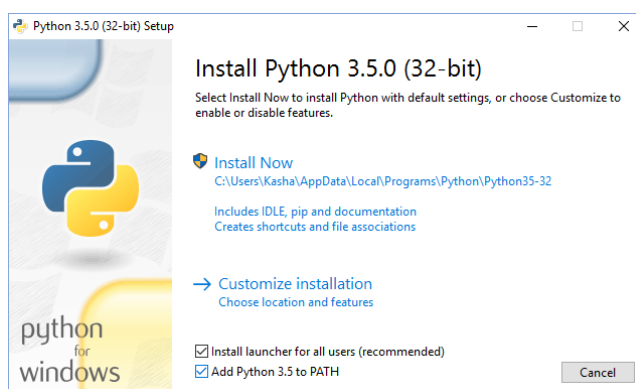 Python 3.5.0 (32-bit) Setup
Install Python 3.5.0 (32-bit)
Select Install Now to install Python with default settings, or choose Customize to
enable or disable features.
Install Now
C:\Users\Kasha\AppData\Local\Programs\Python\Python35-32
Includes IDLE, pip and documentation
Creates shortcuts and file associations
Customize installation
Choose location and features
python
for
windows
Install launcher for all users (recommended)
Add Python 3.5 to PATH
Cancel